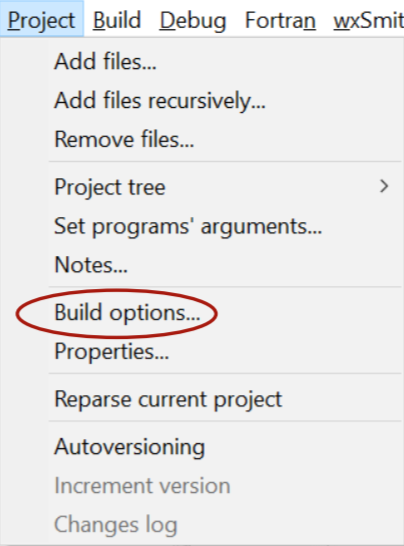 Project Build Debug Fortran wxSmit
Add files...
Add files recursively...
Remove files...
Project tree
Set programs' arguments...
Notes...
Build options...
Properties...
Reparse current project
Autoversioning
Increment version
Changes log